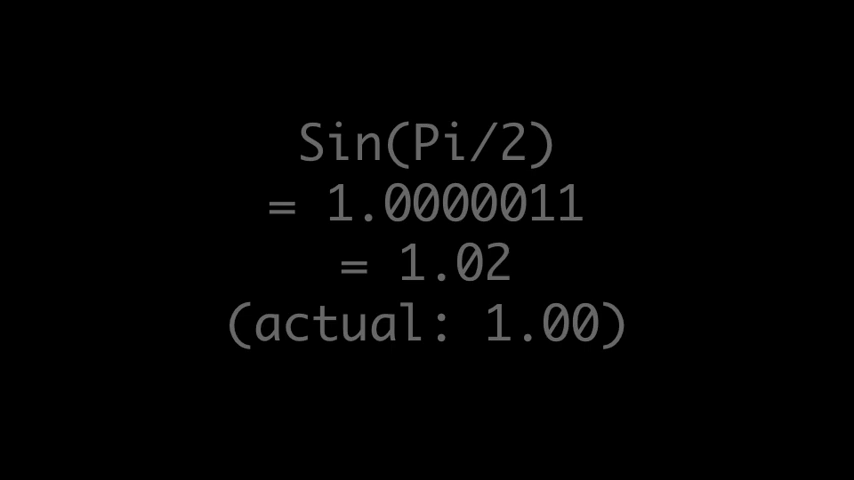 Sin(Pi/2)
= 1.0000011
= 1.02
(actual: 1.00)